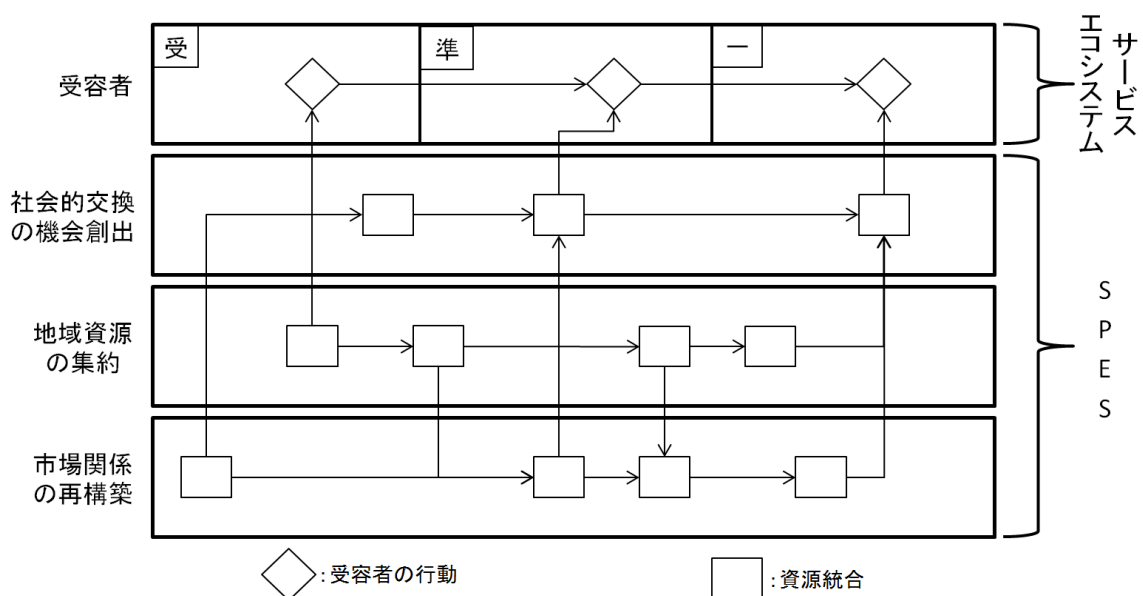 受
準
一
受容者
サービス
エコシステム
社会的交換
の機会創出
地域資源
の集約
SPES
市場関係
の再構築
:受容者の行動
:資源統合